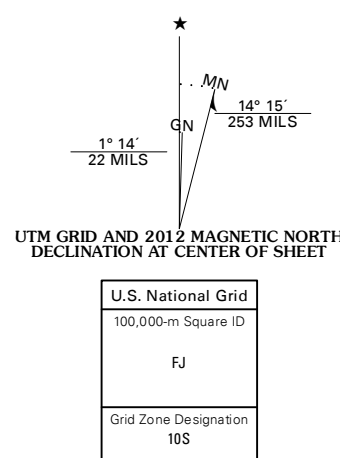 ★
MN
GN
14° 15´
253 MILS
1° 14´
22 MILS
UTM GRID AND 2012 MAGNETIC NORTH
DECLINATION AT CENTER OF SHEET
U.S. National Grid
100,000-m Square ID
FJ
Grid Zone Designation
10S